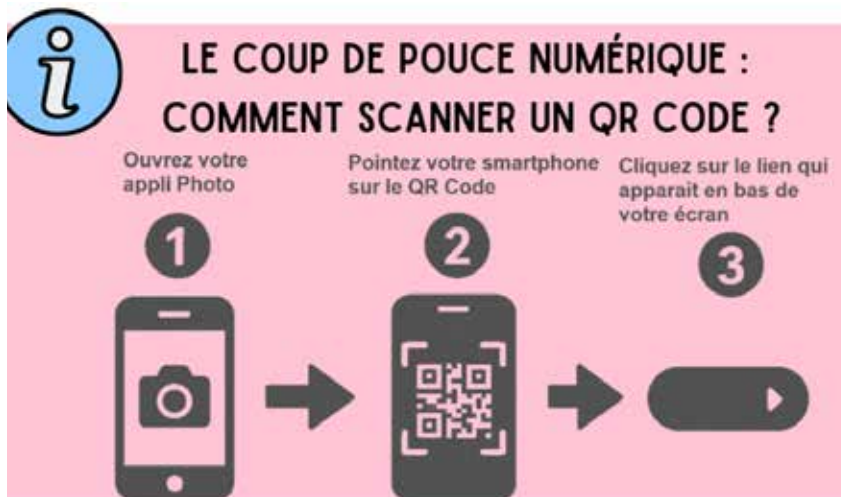 i
LE COUP DE POUCE NUMÉRIQUE :
COMMENT SCANNER UN QR CODE ?
Ouvrez votre
appli Photo
1
Pointez votre smartphone
sur le QR Code
2
Cliquez sur le lien qui
apparait en bas de
votre écran
3